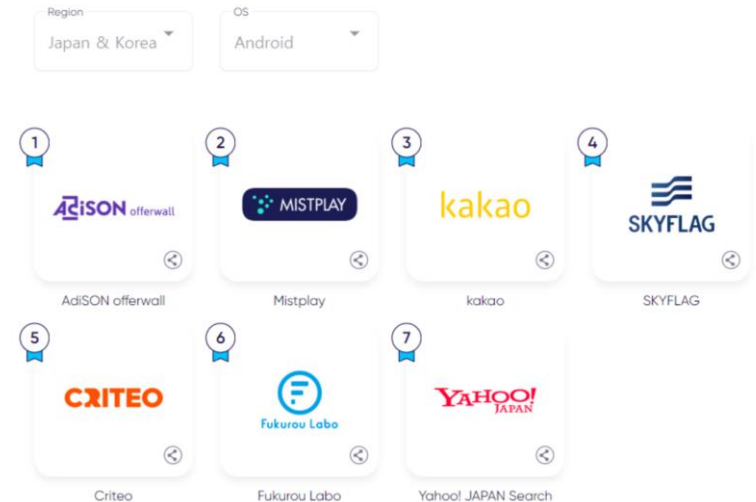 Region
Japan & Korea
OS
Android
1
ADiSON offerwall
AdiSON offerwall
2
MISTPLAY
Mistplay
3
kakao
kakao
4
SKYFLAG
SKYFLAG
5
CRITEO
Criteo
6
F
Fukurou Labo
Fukurou Labo
7
YAHOO!
JAPAN
Yahoo! JAPAN Search